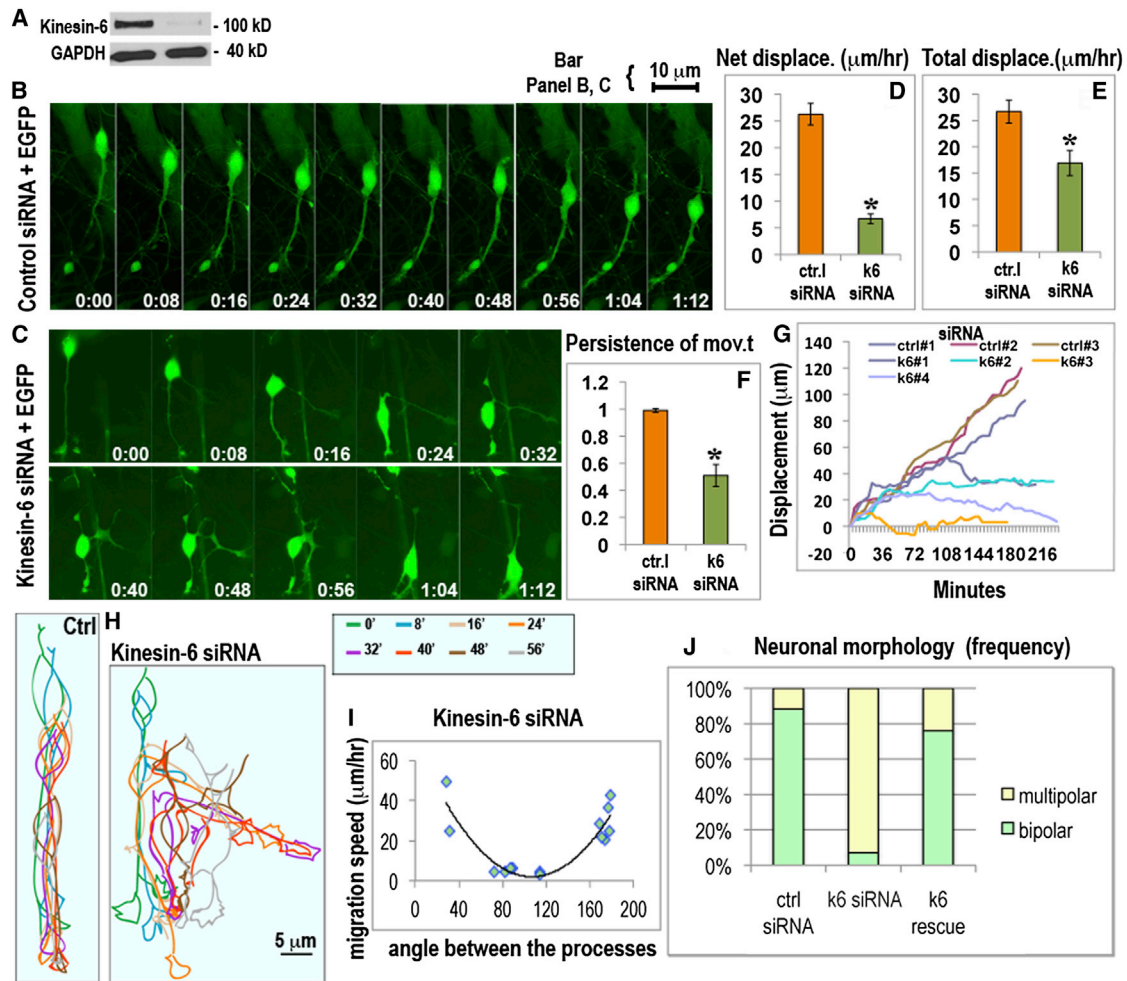 A
Kinesin-6
- 100 kD
GAPDH
- 40 kD
Bar
Panel B, C
{
10 μm
B
Control siRNA + EGFP
0:00
0:08
0:16
0:24
0:32
0:40
0:48
0:56
1:04
1:12
Net displace. (μm/hr)
D
30
25
20
15
10
5
0
*
ctr.l
siRNA
k6
siRNA
Total displace.(μm/hr)
E
30
25
20
15
10
5
0
*
ctr.l
siRNA
k6
siRNA
C
Kinesin-6 siRNA + EGFP
0:00
0:08
0:16
0:24
0:32
0:40
0:48
0:56
1:04
1:12
Persistence of mov.t
F
1.2
1
0.8
0.6
0.4
0.2
0
*
ctr.l
siRNA
k6
siRNA
G
siRNA
ctrl#1 ctrl#2 ctrl#3
k6#1 k6#2 k6#3
k6#4
Displacement (μm)
140
120
100
80
60
40
20
0
-20
0 36 72 108 144 180 216
Minutes
Ctrl
H
Kinesin-6 siRNA
5 μm
0' 8' 16' 24'
32' 40' 48' 56'
I
Kinesin-6 siRNA
migration speed (μm/hr)
60
40
20
0
0 40 80 120 160 200
angle between the processes
J
Neuronal morphology (frequency)
100%
80%
60%
40%
20%
0%
ctrl
siRNA
k6 siRNA
k6
rescue
multipolar
bipolar